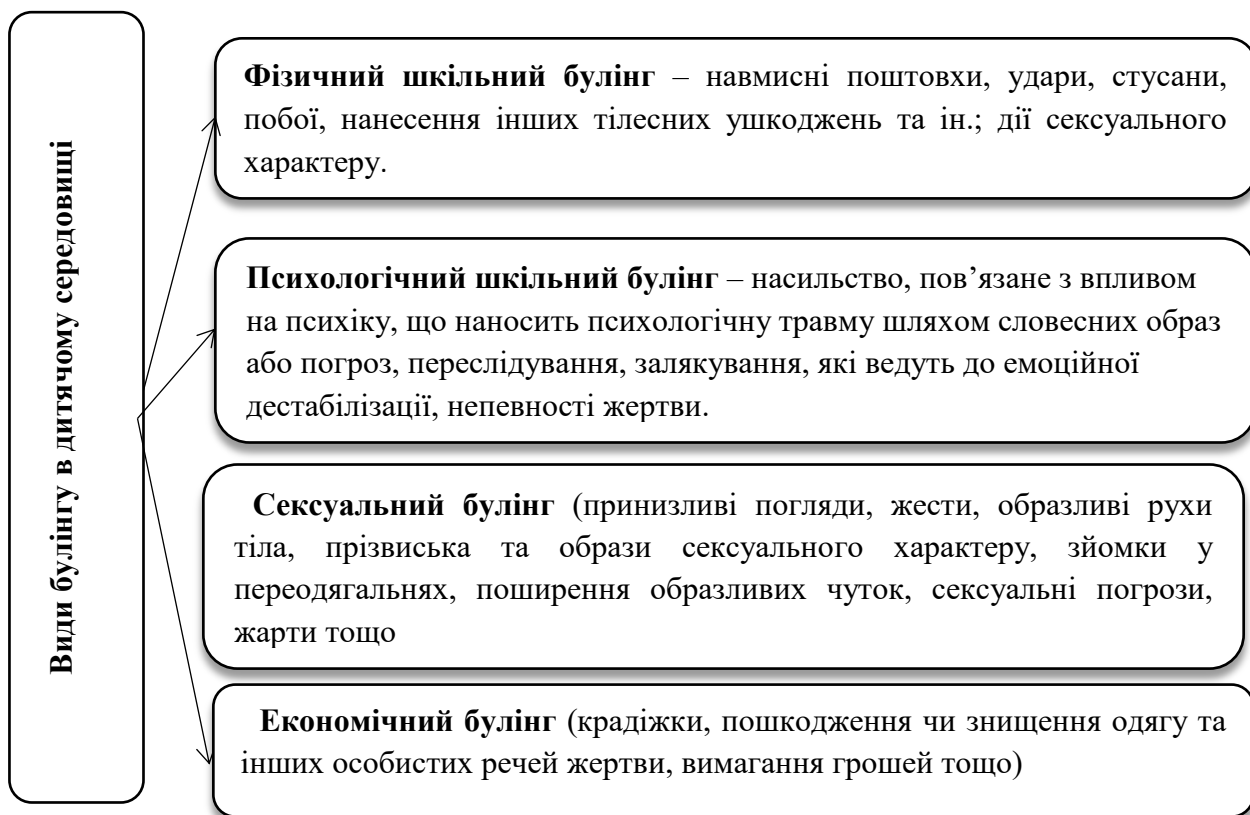 Види булінгу в дитячому середовищі
Фізичний шкільний булінг – навмисні поштовхи, удари, стусани,
побої, нанесення інших тілесних ушкоджень та ін.; дії сексуального
характеру.
Психологічний шкільний булінг – насильство, пов’язане з впливом
на психіку, що наносить психологічну травму шляхом словесних образ
або погроз, переслідування, залякування, які ведуть до емоційної
дестабілізації, непевності жертви.
Сексуальний булінг (принизливі погляди, жести, образливі рухи
тіла, прізвиська та образи сексуального характеру, зйомки у
переодягальнях, поширення образливих чуток, сексуальні погрози,
жарти тощо
Економічний булінг (крадіжки, пошкодження чи знищення одягу та
інших особистих речей жертви, вимагання грошей тощо)